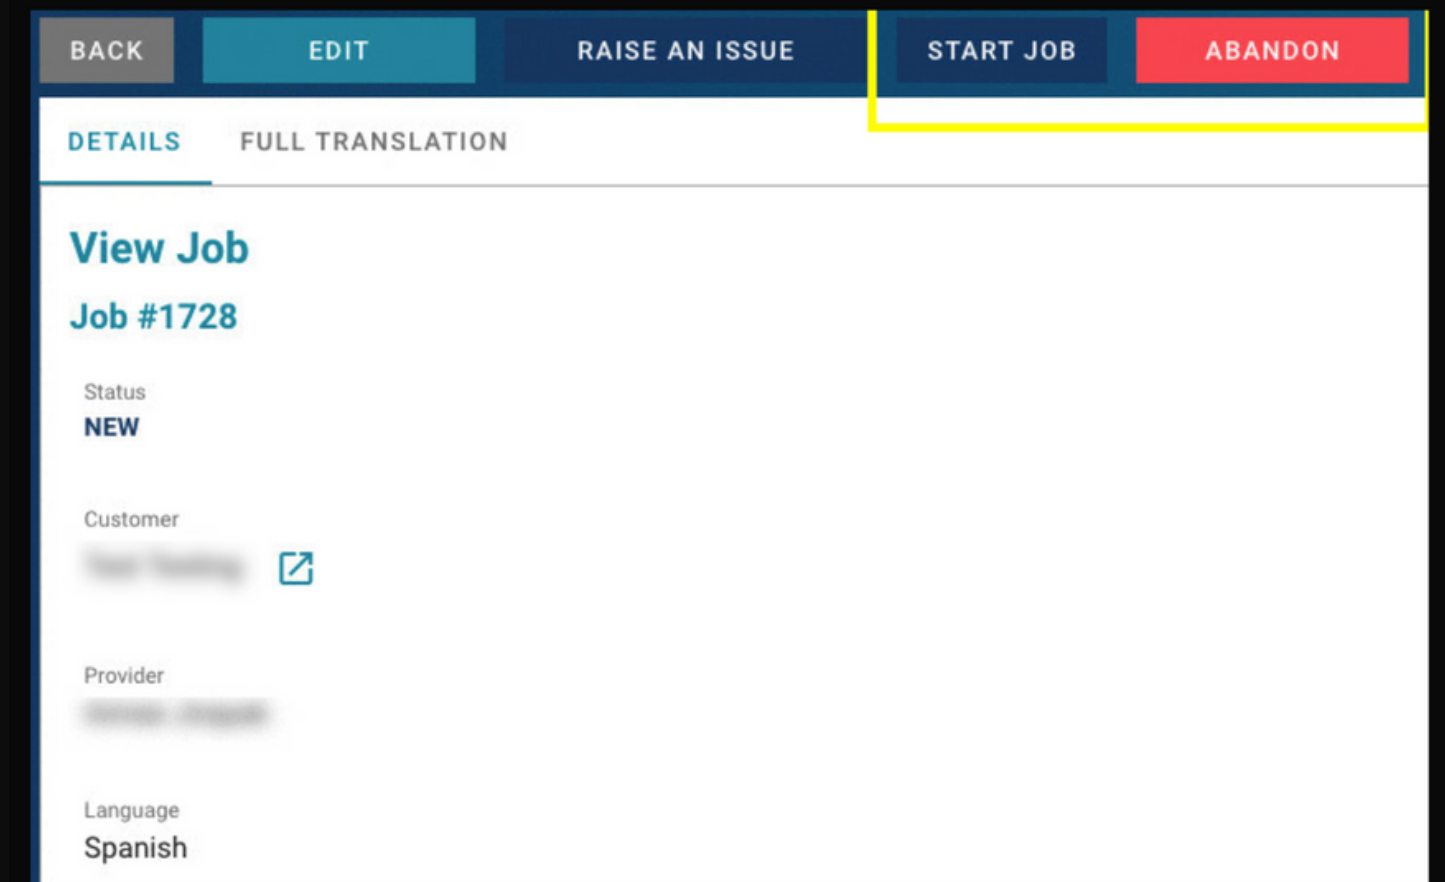 BACK EDIT RAISE AN ISSUE START JOB ABANDON
DETAILS FULL TRANSLATION
View Job
Job #1728
Status
NEW
Customer
Provider
Language
Spanish